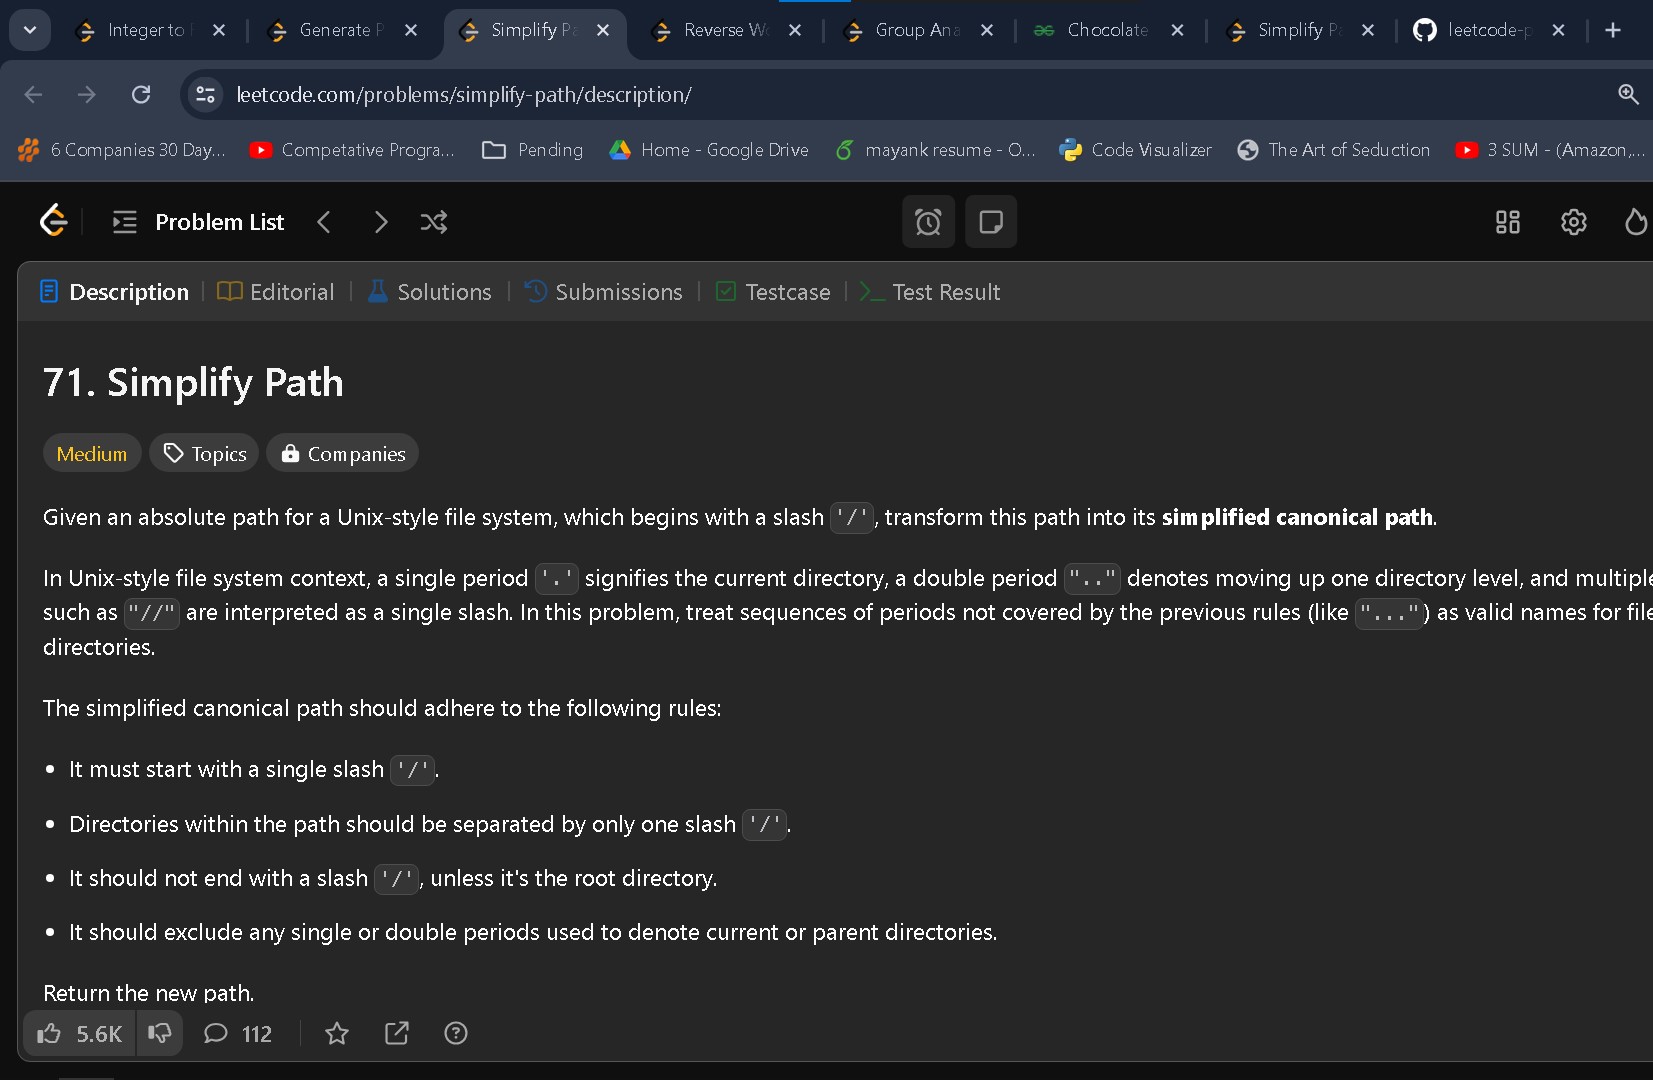 Integer to
Generate P
Simplify Pa
Reverse Wo
Group Ana
Chocolate
Simplify Pa
leetcode-p
leetcode.com/problems/simplify-path/description/
6 Companies 30 Day...
Competative Progra...
Pending
Home - Google Drive
mayank resume - O...
Code Visualizer
The Art of Seduction
3 SUM - (Amazon,...
Problem List
Description
Editorial
Solutions
Submissions
Testcase
Test Result
71. Simplify Path
Medium
Topics
Companies
Given an absolute path for a Unix-style file system, which begins with a slash '/', transform this path into its simplified canonical path.
In Unix-style file system context, a single period '.' signifies the current directory, a double period ".." denotes moving up one directory level, and multiple
such as "//" are interpreted as a single slash. In this problem, treat sequences of periods not covered by the previous rules (like "...") as valid names for file
directories.
The simplified canonical path should adhere to the following rules:
• It must start with a single slash '/'.
• Directories within the path should be separated by only one slash '/'.
• It should not end with a slash '/', unless it's the root directory.
• It should exclude any single or double periods used to denote current or parent directories.
Return the new path.
5.6K
112